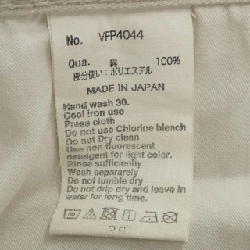 No. VFP4044
Qua. 綿 100%
部分使い：ポリエステル
MADE IN JAPAN
Hand wash 30.
Cool iron use
Press cloth
Do not use Chlorine bleach
Do not Dry clean
Use non fluorescent
detergent for light color.
Rinse sufficiently
Wash separately
Do not tumble dry
Do not drip dry and leave in
water for long time.